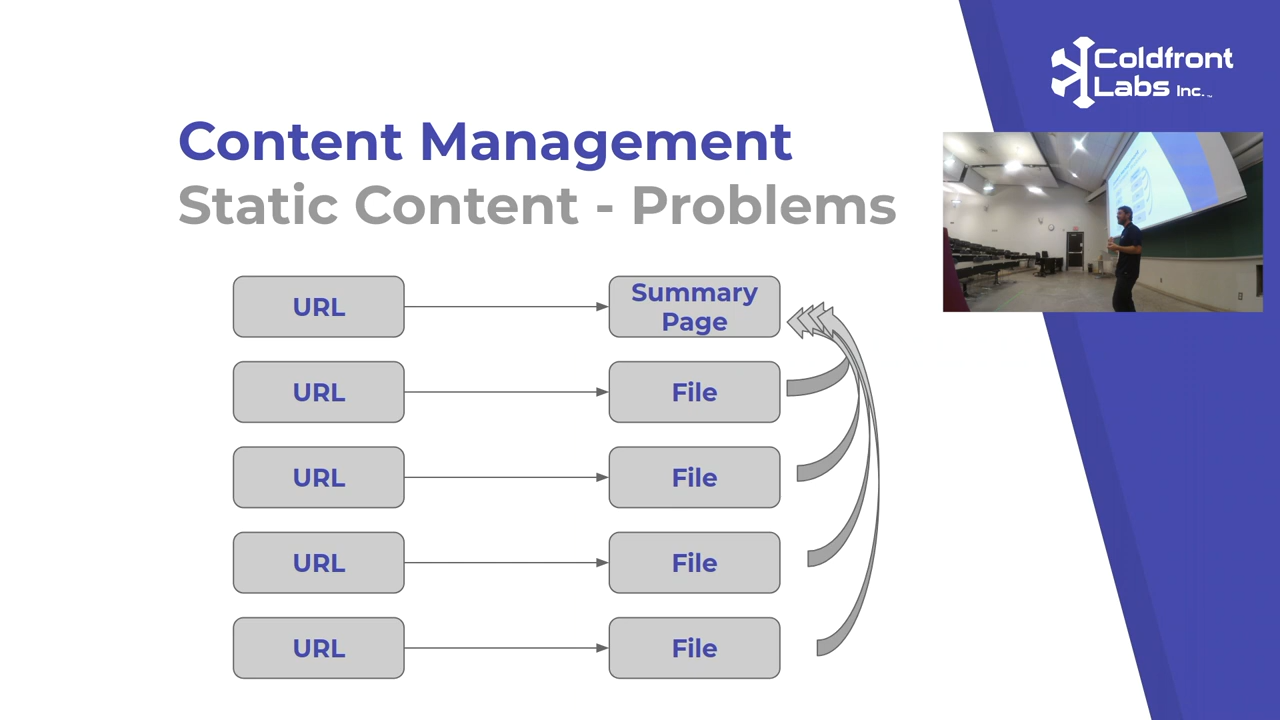 Coldfront
Labs Inc.
Content Management
Static Content - Problems
URL
Summary
Page
URL
File
URL
File
URL
File
URL
File